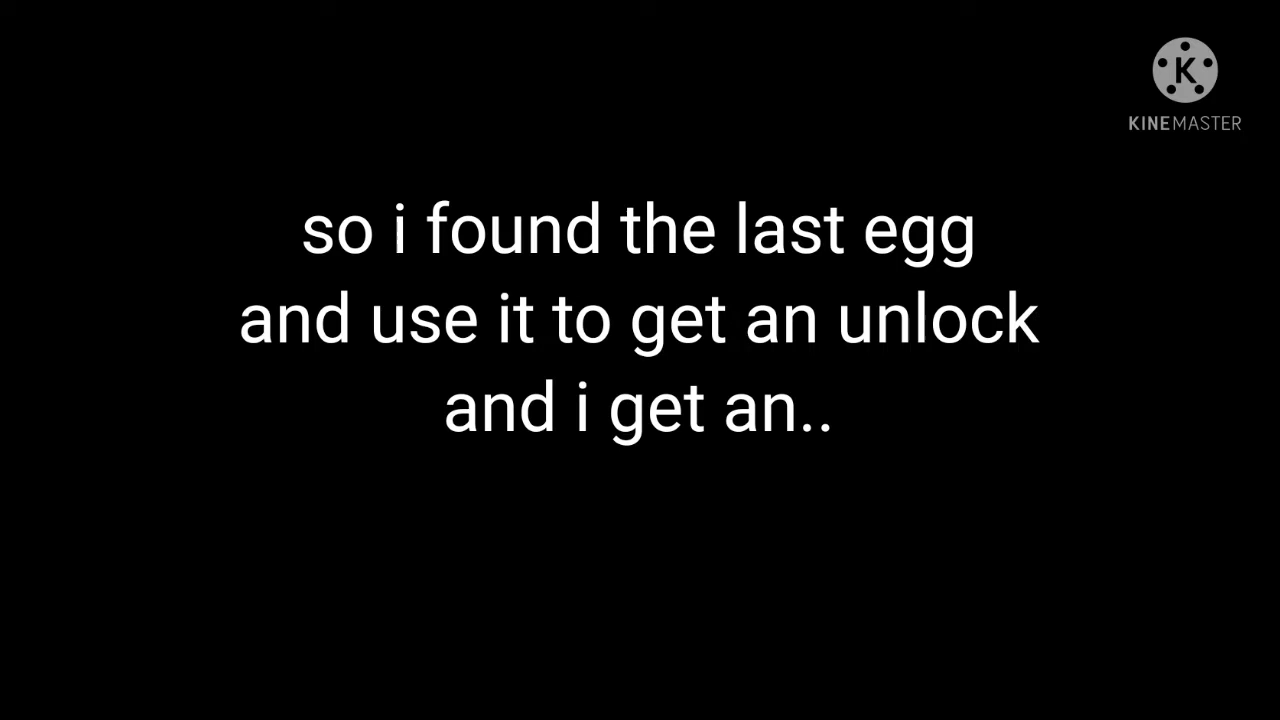 K
KINEMASTER
so i found the last egg
and use it to get an unlock
and i get an..